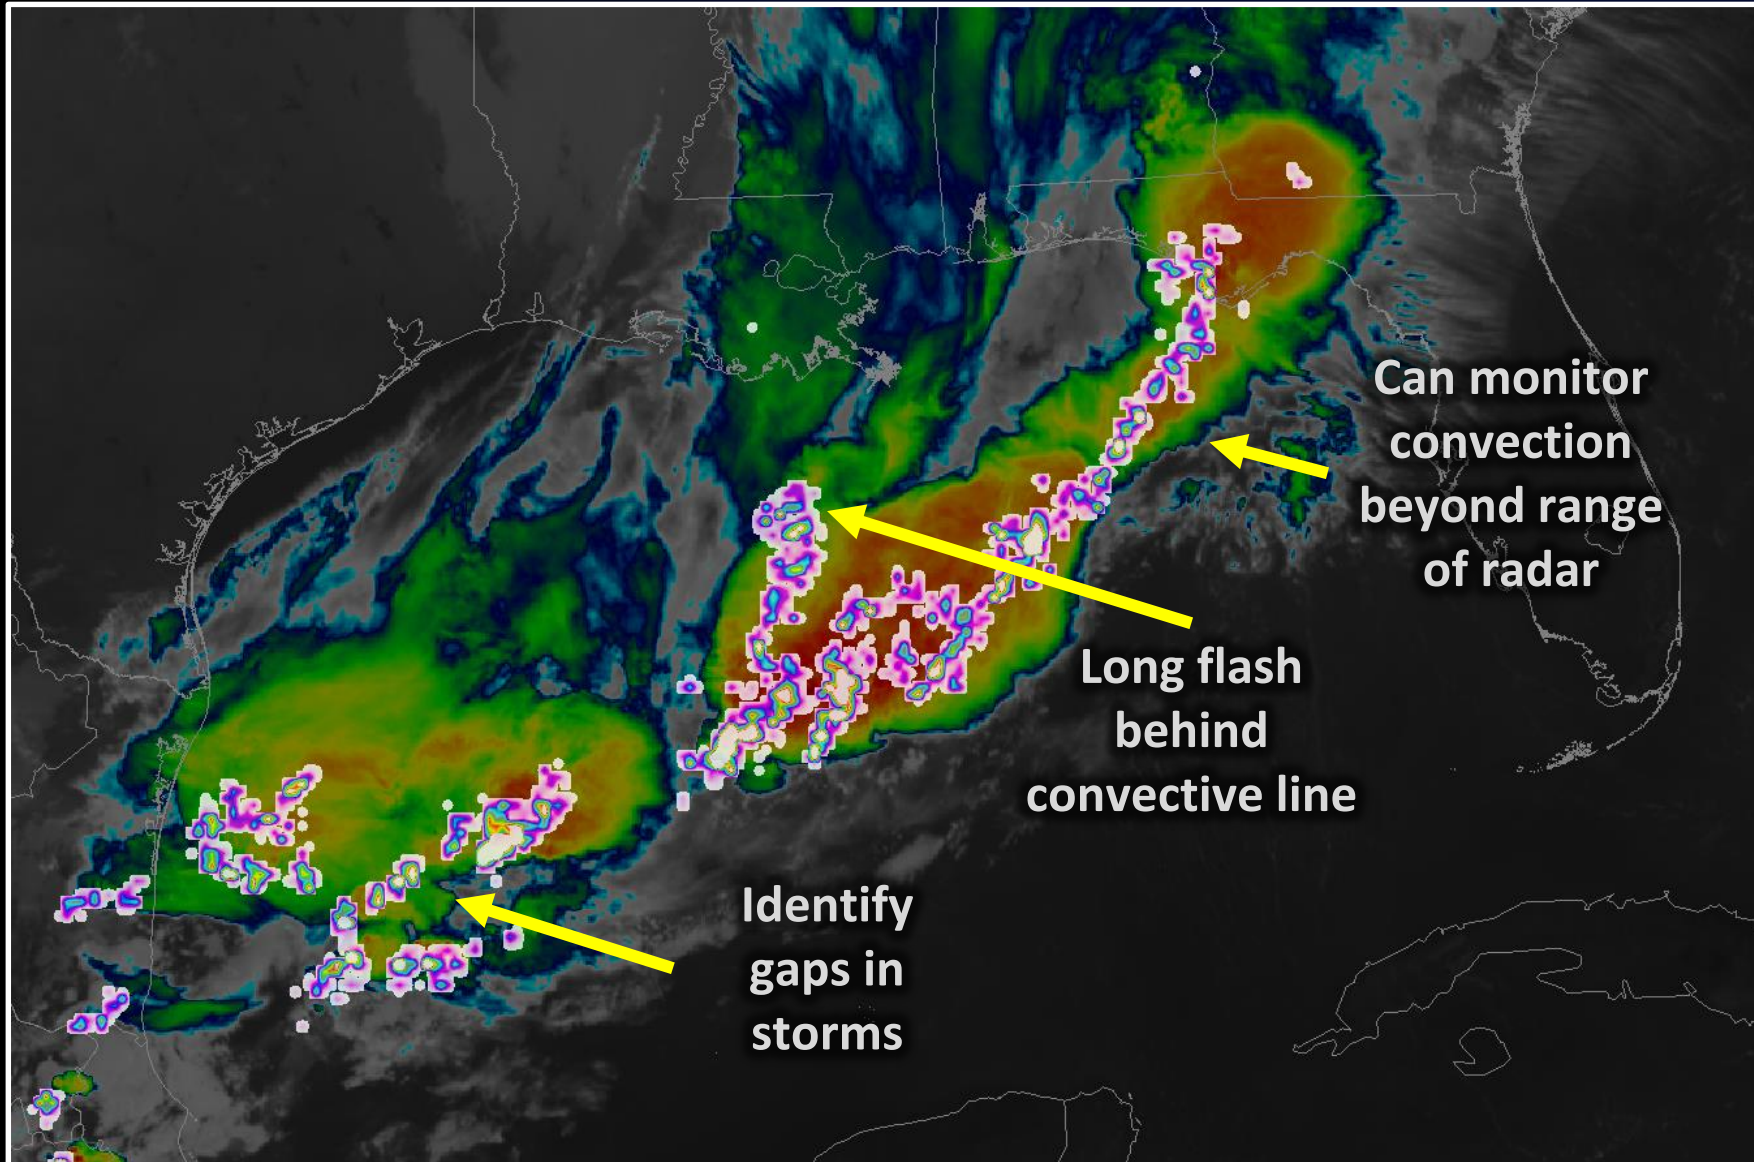 Can monitor
convection
beyond range
of radar
Long flash
behind
convective line
Identify
gaps in
storms